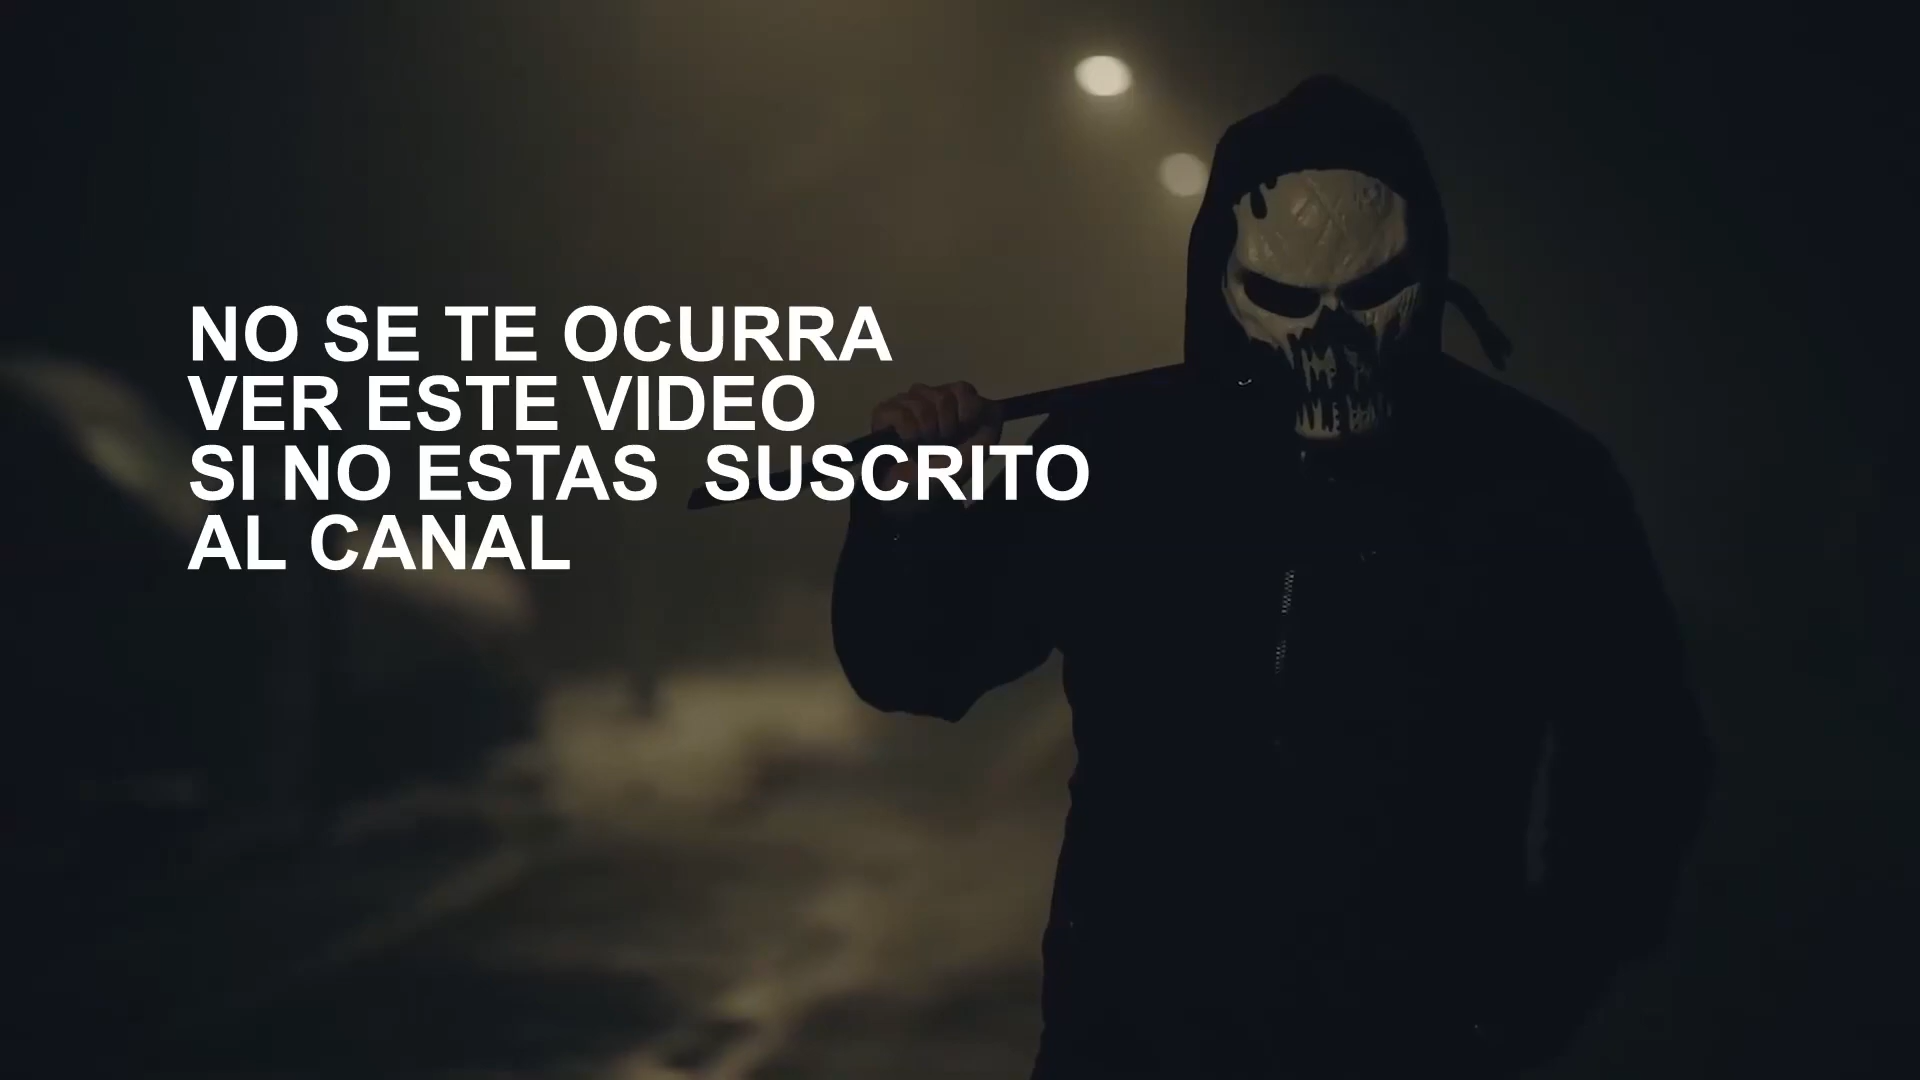 NO SE TE OCURRA
VER ESTE VIDEO
SI NO ESTAS  SUSCRITO
AL CANAL